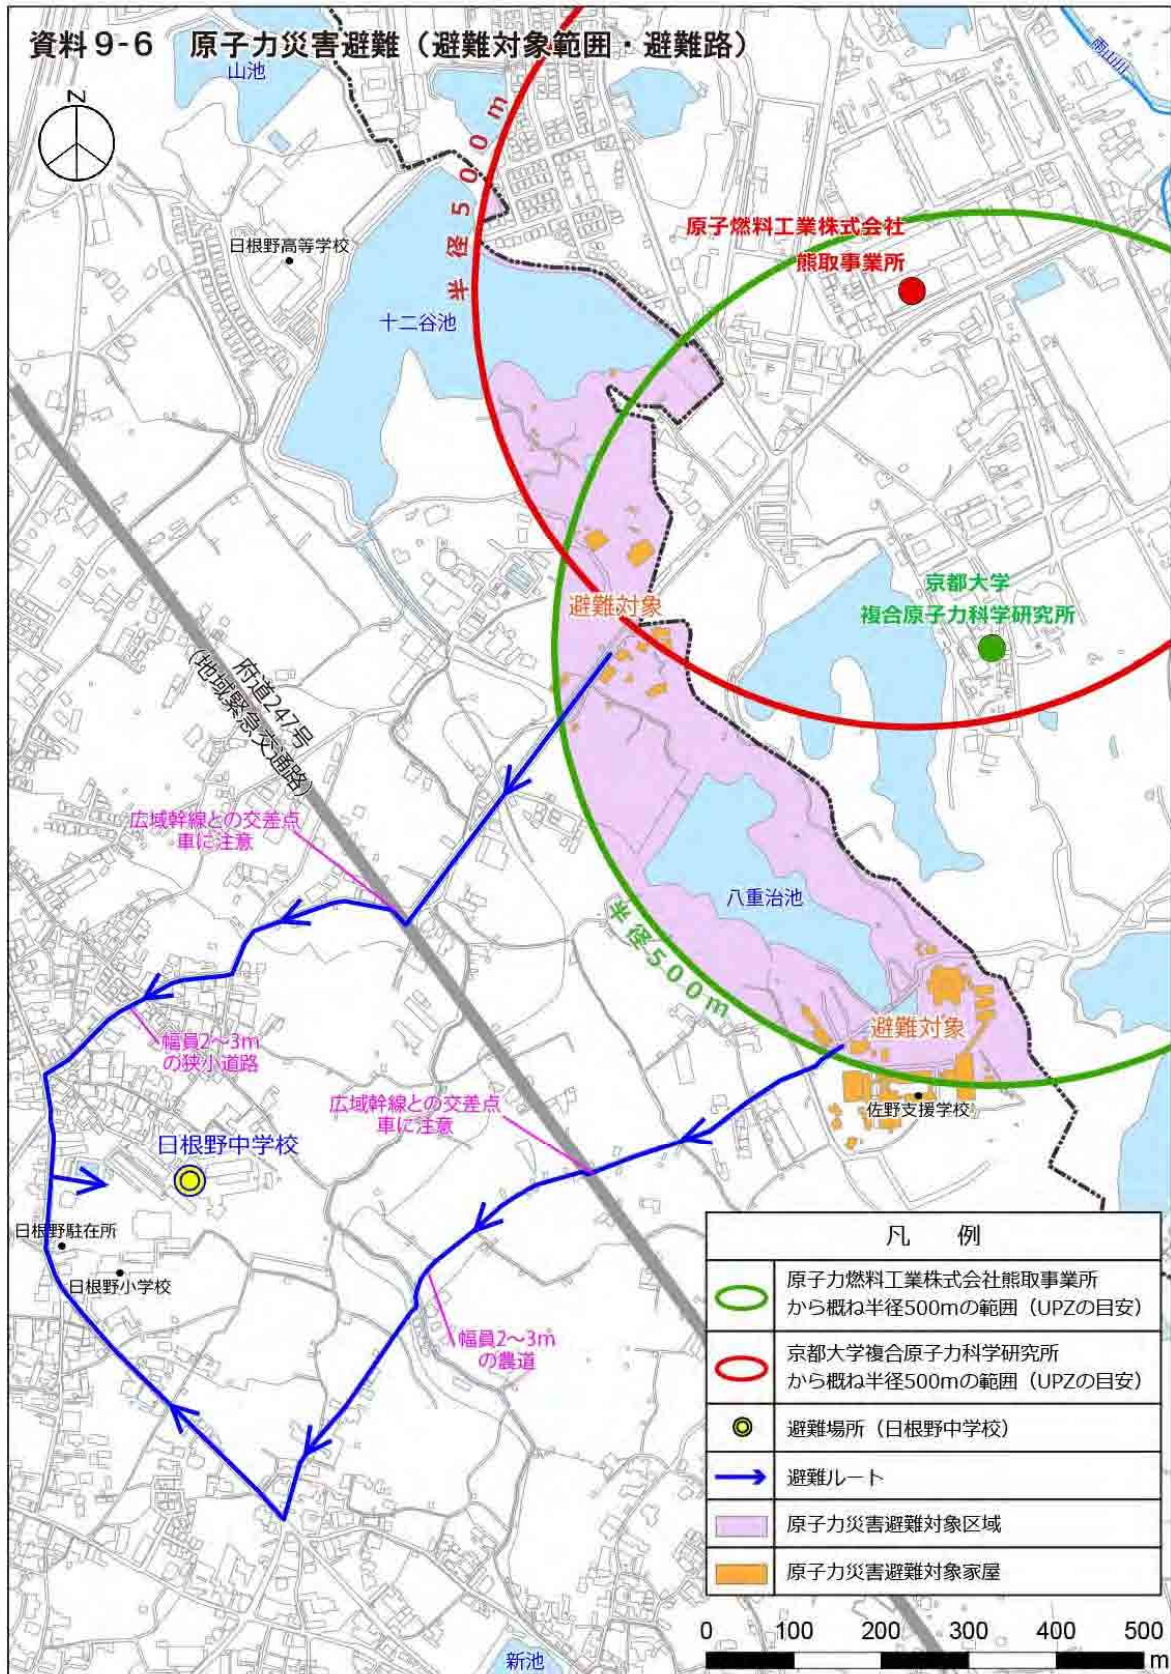 資料9-6 原子力災害避難（避難対象範囲・避難路）
山池
雨山川
N
半径500m
日根野高等学校
原子燃料工業株式会社
熊取事業所
十二谷池
京都大学
複合原子力科学研究所
避難対象
府道247号
(地域緊急交通路)
広域幹線との交差点
車に注意
八重治池
半径500m
避難対象
幅員2～3m
の狭小道路
佐野支援学校
広域幹線との交差点
車に注意
日根野中学校
日根野駐在所
日根野小学校
幅員2～3m
の農道
凡 例
原子力燃料工業株式会社熊取事業所
から概ね半径500mの範囲（UPZの目安）
京都大学複合原子力科学研究所
から概ね半径500mの範囲（UPZの目安）
避難場所（日根野中学校）
避難ルート
原子力災害避難対象区域
原子力災害避難対象家屋
0 100 200 300 400 500
m
新池